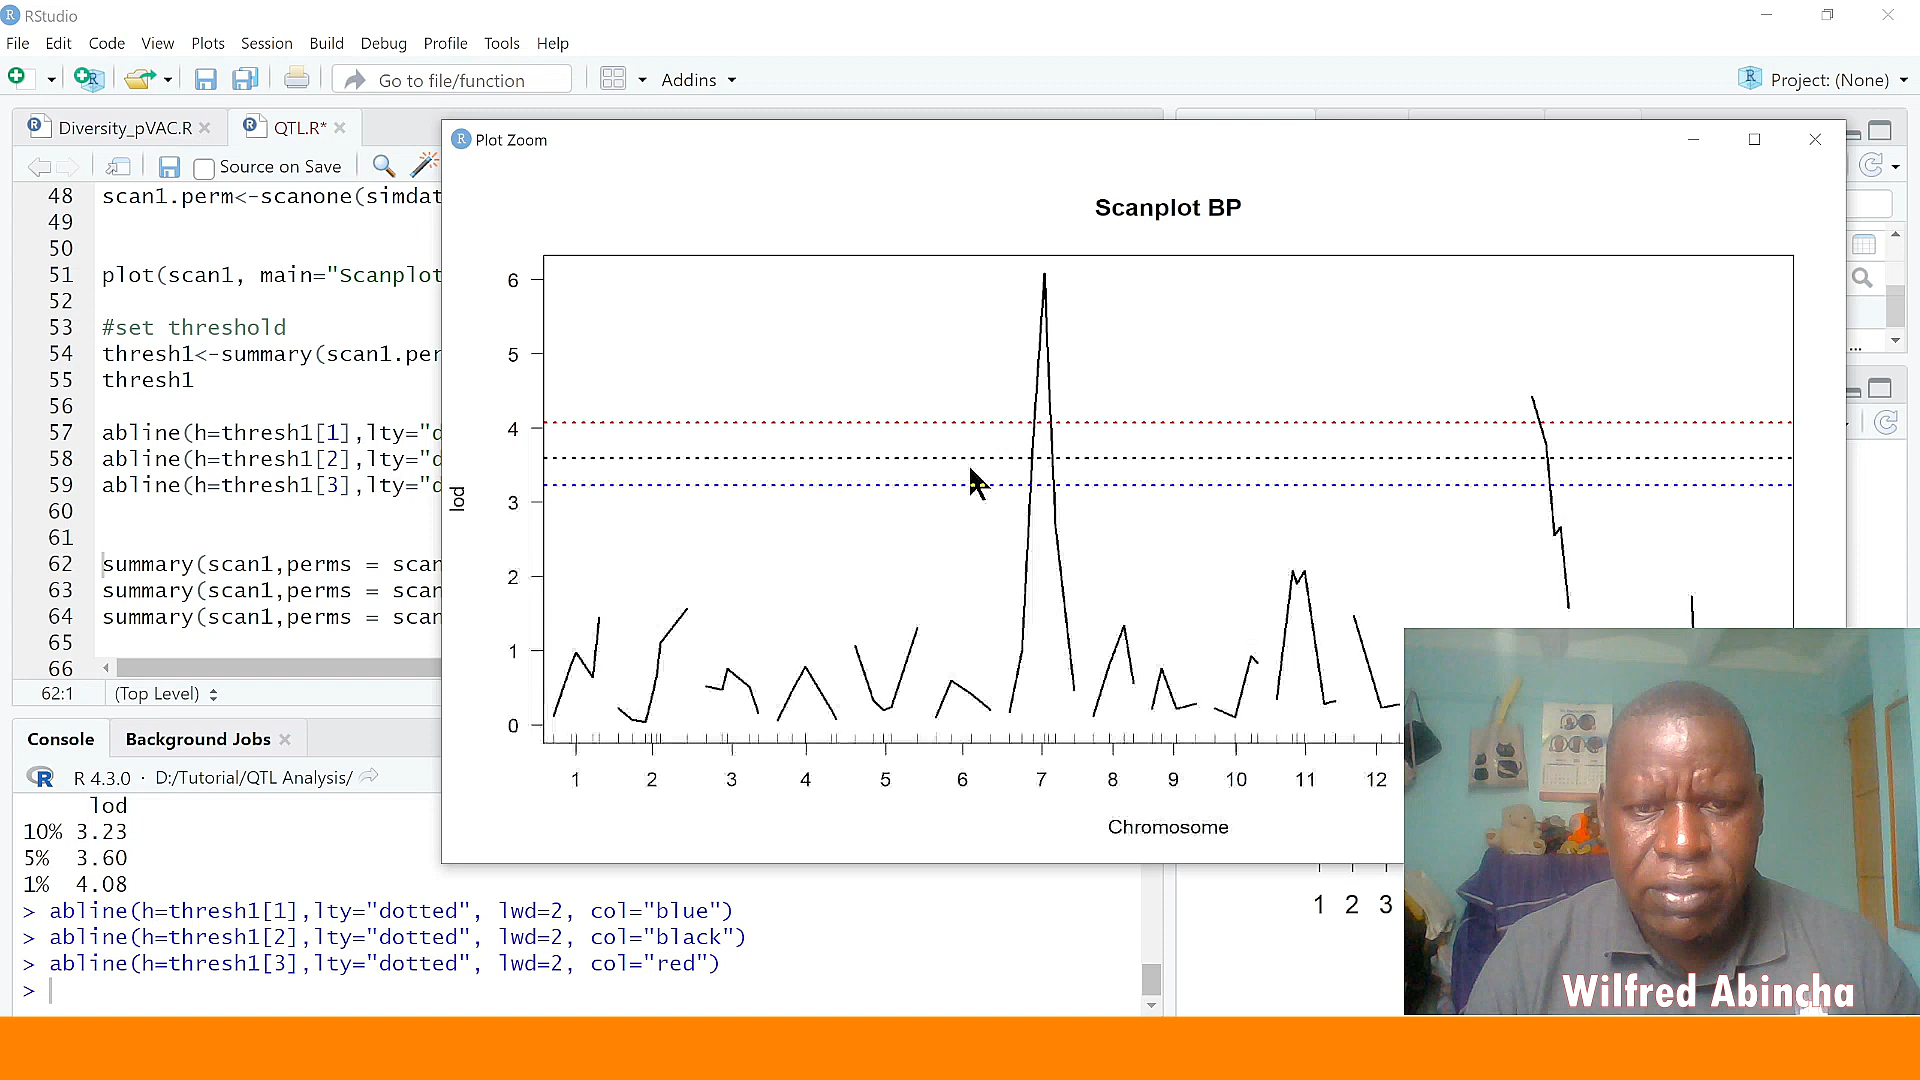 RStudio
File Edit Code View Plots Session Build Debug Profile Tools Help
Go to file/function Addins Project: (None)
Diversity_pVAC.R QTL.R*
Source on Save
48 scan1.perm<-scanone(simdat
49
50
51 plot(scan1, main="Scanplot
52
53 #set threshold
54 thresh1<-summary(scan1.per
55 thresh1
56
57 abline(h=thresh1[1],lty="d
58 abline(h=thresh1[2],lty="d
59 abline(h=thresh1[3],lty="d
60
61
62 summary(scan1,perms = scan
63 summary(scan1,perms = scan
64 summary(scan1,perms = scan
65
66
62:1 (Top Level)
Console Background Jobs
R 4.3.0 · D:/Tutorial/QTL Analysis/
lod
10% 3.23
5% 3.60
1% 4.08
> abline(h=thresh1[1],lty="dotted", lwd=2, col="blue")
> abline(h=thresh1[2],lty="dotted", lwd=2, col="black")
> abline(h=thresh1[3],lty="dotted", lwd=2, col="red")
>
Plot Zoom
Scanplot BP
lod
6
5
4
3
2
1
0
1 2 3 4 5 6 7 8 9 10 11 12
Chromosome
1 2 3
...
Wilfred Abincha